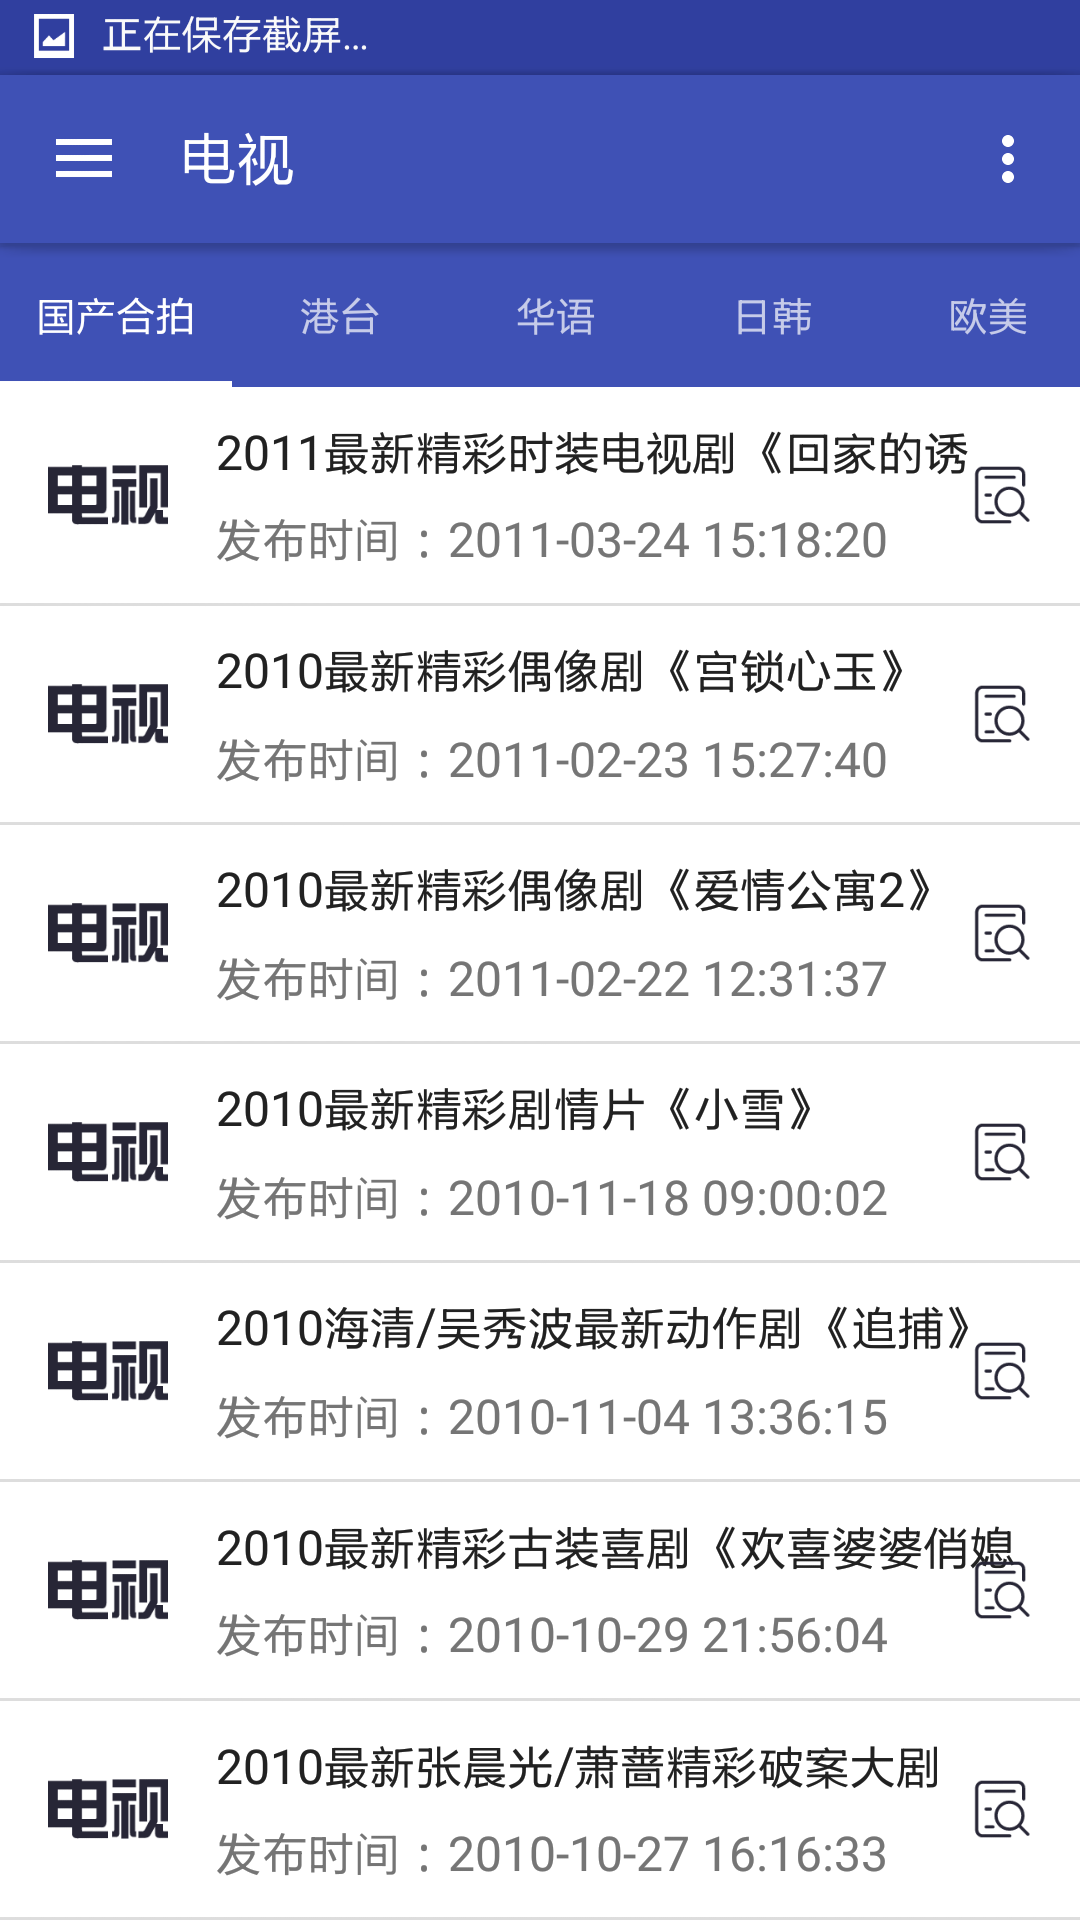 正在保存截屏...
电视
国产合拍 港台 华语 日韩 欧美
电视
2011最新精彩时装电视剧《回家的诱
发布时间：2011-03-24 15:18:20
电视
2010最新精彩偶像剧《宫锁心玉》
发布时间：2011-02-23 15:27:40
电视
2010最新精彩偶像剧《爱情公寓2》
发布时间：2011-02-22 12:31:37
电视
2010最新精彩剧情片《小雪》
发布时间：2010-11-18 09:00:02
电视
2010海清/吴秀波最新动作剧《追捕》
发布时间：2010-11-04 13:36:15
电视
2010最新精彩古装喜剧《欢喜婆婆俏媳
发布时间：2010-10-29 21:56:04
电视
2010最新张晨光/萧蔷精彩破案大剧
发布时间：2010-10-27 16:16:33